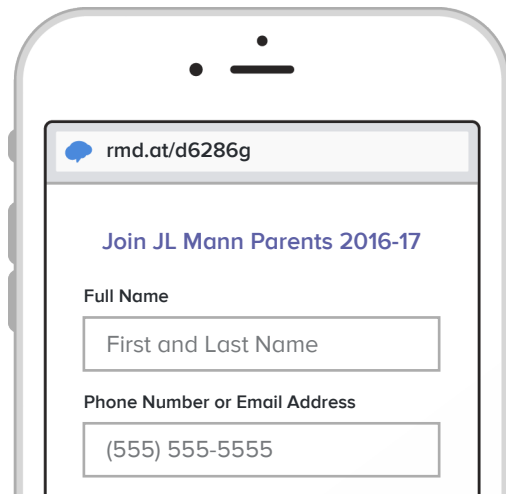 rmd.at/d6286g
Join JL Mann Parents 2016-17
Full Name
First and Last Name
Phone Number or Email Address
(555) 555-5555